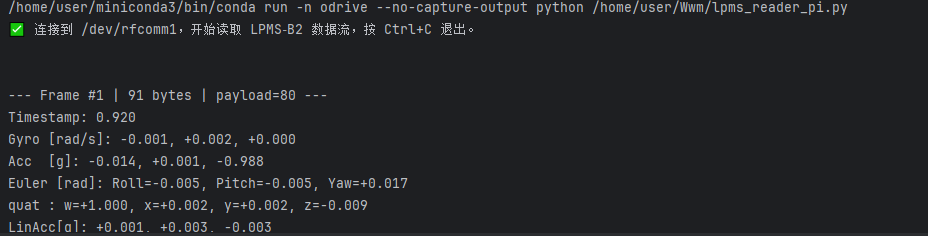 /home/user/miniconda3/bin/conda run -n odrive --no-capture-output python /home/user/Wwm/lpms_reader_pi.py
✅ 连接到 /dev/rfcomm1，开始读取 LPMS-B2 数据流，按 Ctrl+C 退出。
--- Frame #1 | 91 bytes | payload=80 ---
Timestamp: 0.920
Gyro [rad/s]: -0.001, +0.002, +0.000
Acc  [g]: -0.014, +0.001, -0.988
Euler [rad]: Roll=-0.005, Pitch=-0.005, Yaw=+0.017
quat : w=+1.000, x=+0.002, y=+0.002, z=-0.009
LinAcc[g]: +0.001, +0.003, -0.003